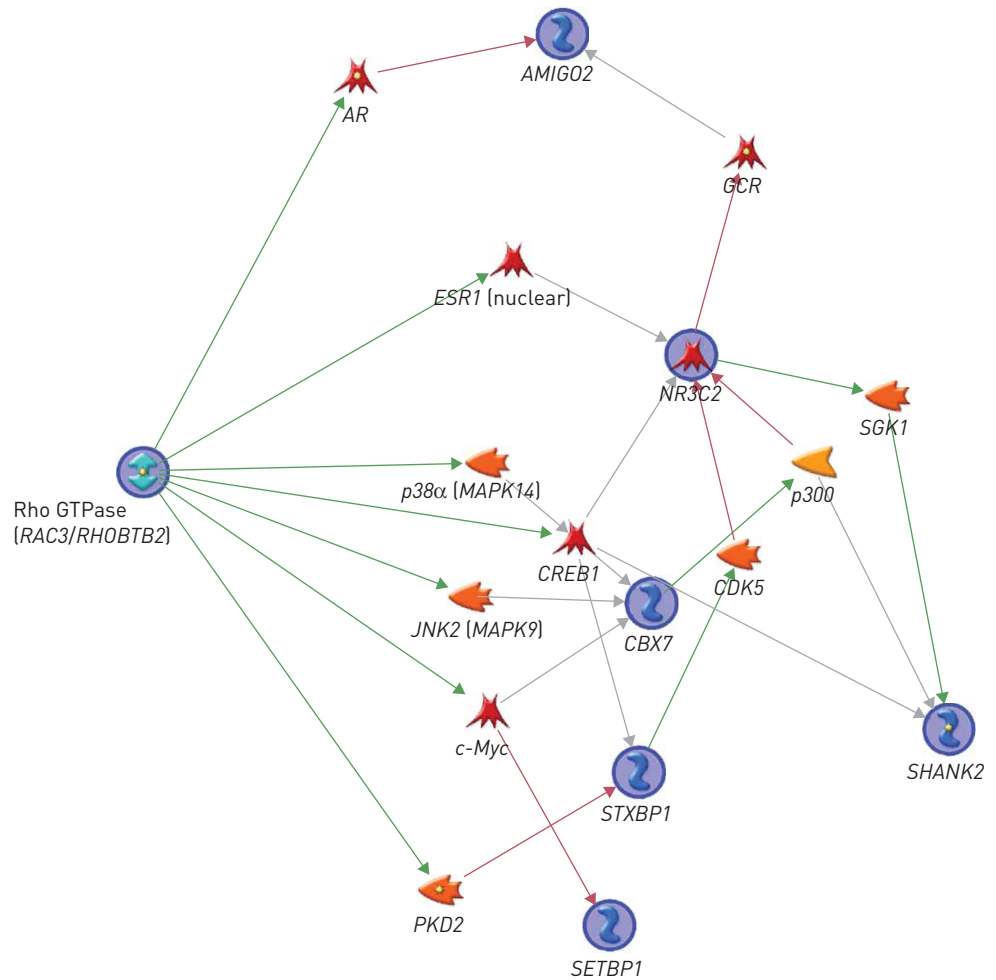 AMIGO2
AR
GCR
ESR1 (nuclear)
NR3C2
SGK1
p38α (MAPK14)
p300
Rho GTPase
(RAC3/RHOBTB2)
CREB1
CDK5
JNK2 (MAPK9)
CBX7
c-Myc
SHANK2
STXBP1
PKD2
SETBP1